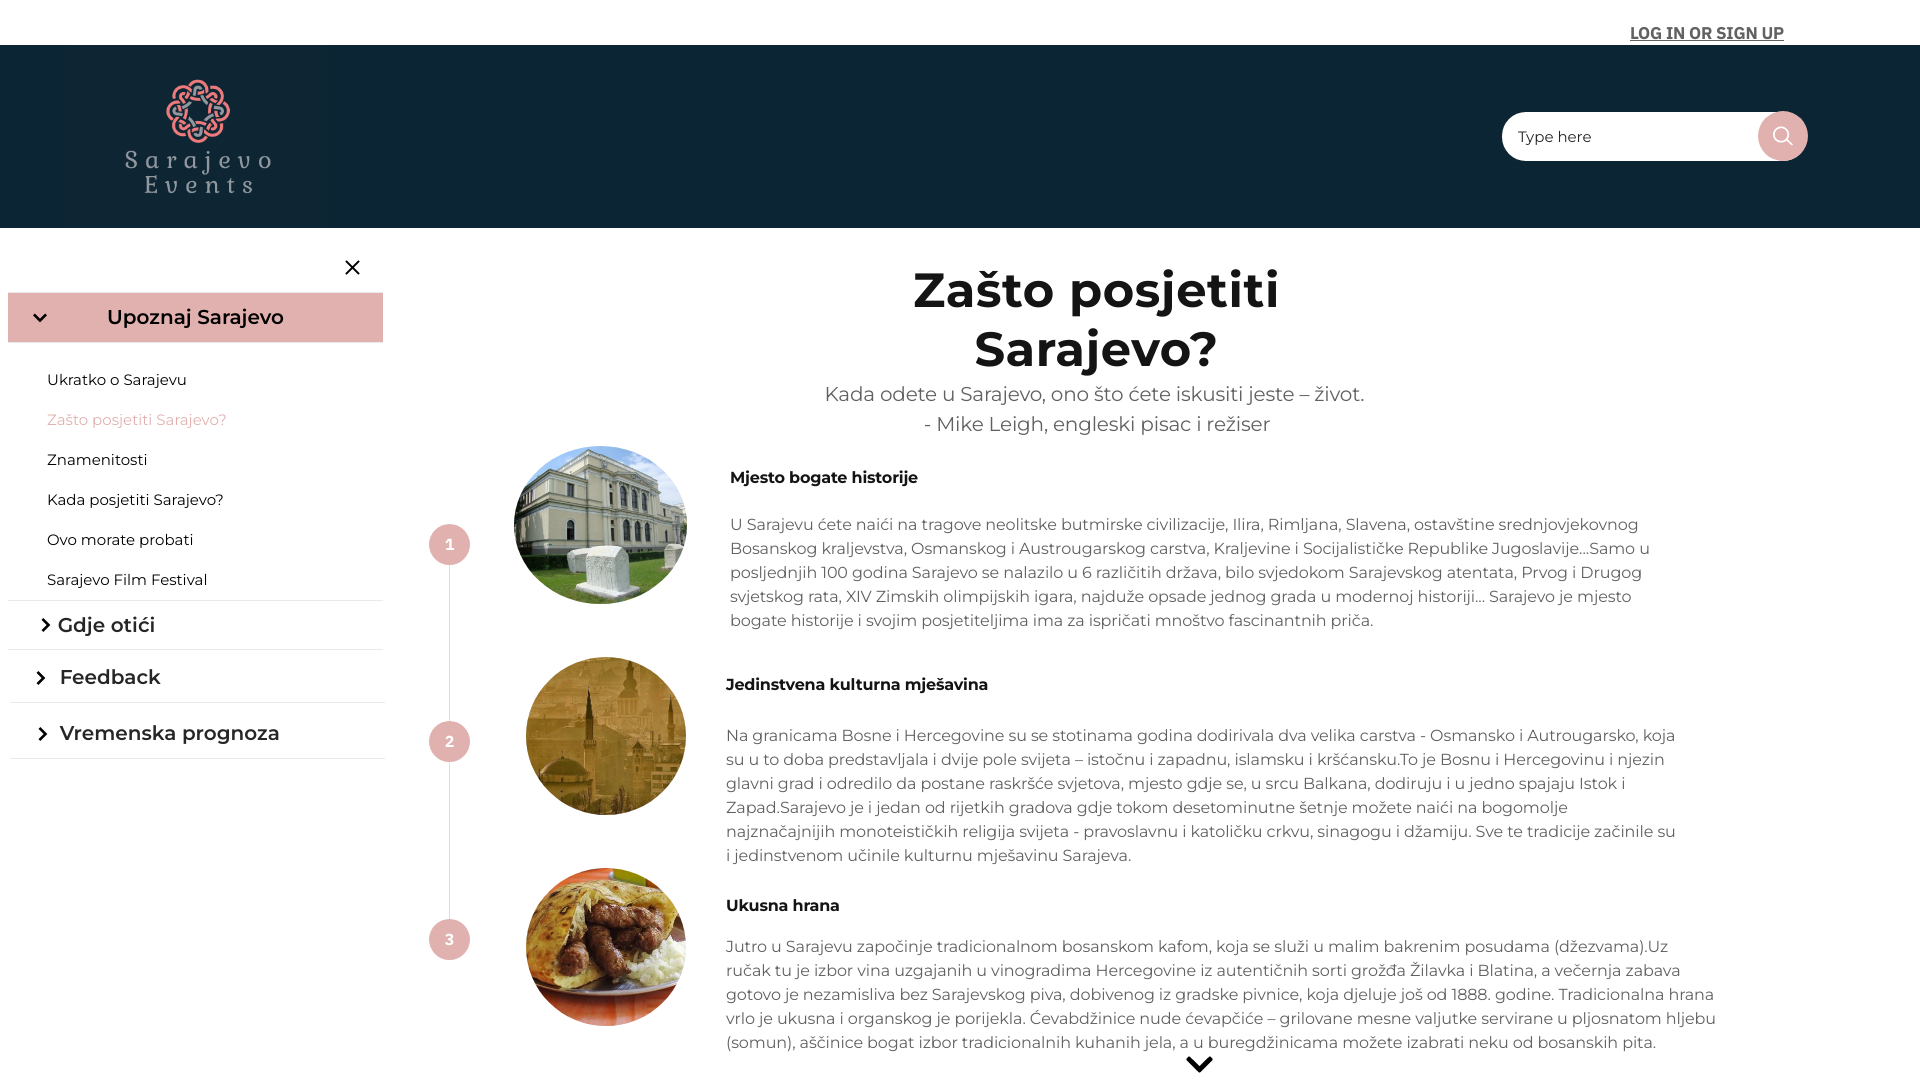 LOG IN OR SIGN UP
Sarajevo
Events
Type here
Upoznaj Sarajevo
Ukratko o Sarajevu
Zašto posjetiti Sarajevo?
Znamenitosti
Kada posjetiti Sarajevo?
Ovo morate probati
Sarajevo Film Festival
Gdje otići
Feedback
Vremenska prognoza
Zašto posjetiti
Sarajevo?
Kada odete u Sarajevo, ono što ćete iskusiti jeste – život.
- Mike Leigh, engleski pisac i režiser
1
Mjesto bogate historije
U Sarajevu ćete naići na tragove neolitske butmirske civilizacije, Ilira, Rimljana, Slavena, ostavštine srednjovjekovnog
Bosanskog kraljevstva, Osmanskog i Austrougarskog carstva, Kraljevine i Socijalističke Republike Jugoslavije...Samo u
posljednjih 100 godina Sarajevo se nalazilo u 6 različitih država, bilo svjedokom Sarajevskog atentata, Prvog i Drugog
svjetskog rata, XIV Zimskih olimpijskih igara, najduže opsade jednog grada u modernoj historiji... Sarajevo je mjesto
bogate historije i svojim posjetiteljima ima za ispričati mnoštvo fascinantnih priča.
2
Jedinstvena kulturna mješavina
Na granicama Bosne i Hercegovine su se stotinama godina dodirivala dva velika carstva - Osmansko i Autrougarsko, koja
su u to doba predstavljala i dvije pole svijeta – istočnu i zapadnu, islamsku i kršćansku.To je Bosnu i Hercegovinu i njezin
glavni grad i odredilo da postane raskršće svjetova, mjesto gdje se, u srcu Balkana, dodiruju i u jedno spajaju Istok i
Zapad.Sarajevo je i jedan od rijetkih gradova gdje tokom desetominutne šetnje možete naići na bogomolje
najznačajnijih monoteističkih religija svijeta - pravoslavnu i katoličku crkvu, sinagogu i džamiju. Sve te tradicije začinile su
i jedinstvenom učinile kulturnu mješavinu Sarajeva.
3
Ukusna hrana
Jutro u Sarajevu započinje tradicionalnom bosanskom kafom, koja se služi u malim bakrenim posudama (džezvama).Uz
ručak tu je izbor vina uzgajanih u vinogradima Hercegovine iz autentičnih sorti grožđa Žilavka i Blatina, a večernja zabava
gotovo je nezamisliva bez Sarajevskog piva, dobivenog iz gradske pivnice, koja djeluje još od 1888. godine. Tradicionalna hrana
vrlo je ukusna i organskog je porijekla. Ćevabdžinice nude ćevapčiće – grilovane mesne valjutke servirane u pljosnatom hljebu
(somun), aščinice bogat izbor tradicionalnih kuhanih jela, a u buregdžinicama možete izabrati neku od bosanskih pita.